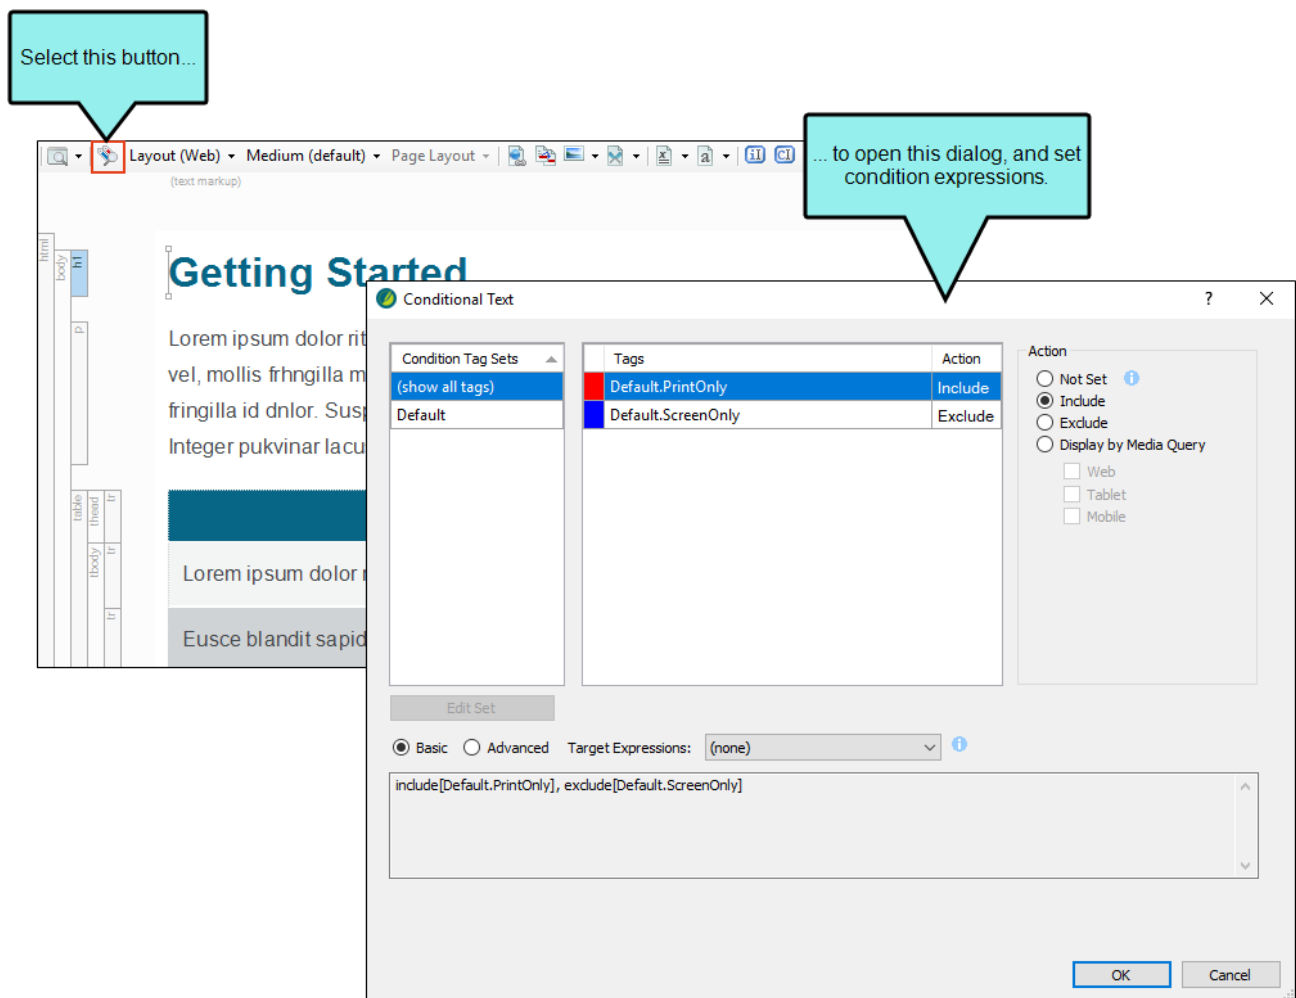 Select this button...
Layout (Web)
Medium (default)
Page Layout
... to open this dialog, and set
condition expressions.
(text markup)
html
body
h1
Getting Started
p
Lorem ipsum dolor rit
vel, mollis frhngilla m
fringilla id dnlor. Susp
Integer pukvinar lacu
table
thead
tr
tbody
tr
tr
Lorem ipsum dolor r
Eusce blandit sapid
Conditional Text
?
Condition Tag Sets
(show all tags)
Default
Tags
Action
Default.PrintOnly
Include
Default.ScreenOnly
Exclude
Action
Not Set
Include
Exclude
Display by Media Query
Web
Tablet
Mobile
Edit Set
Basic
Advanced
Target Expressions:
(none)
include[Default.PrintOnly], exclude[Default.ScreenOnly]
OK
Cancel